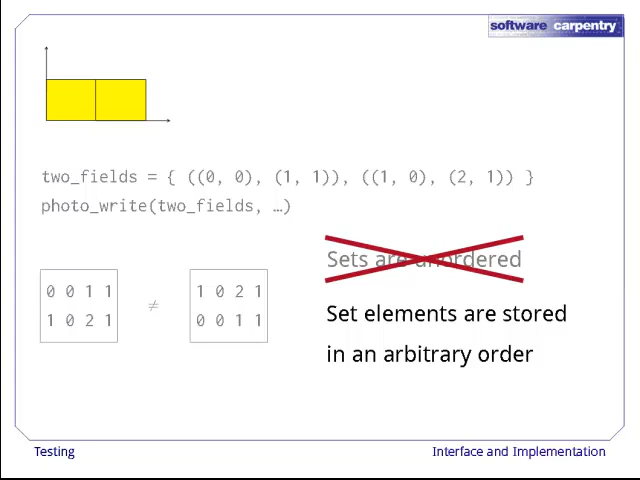 software carpentry
two_fields = { ((0, 0), (1, 1)), ((1, 0), (2, 1)) }
photo_write(two_fields, …)
Sets are unordered
0 0 1 1
1 0 2 1
≠
1 0 2 1
0 0 1 1
Set elements are stored
in an arbitrary order
Testing
Interface and Implementation